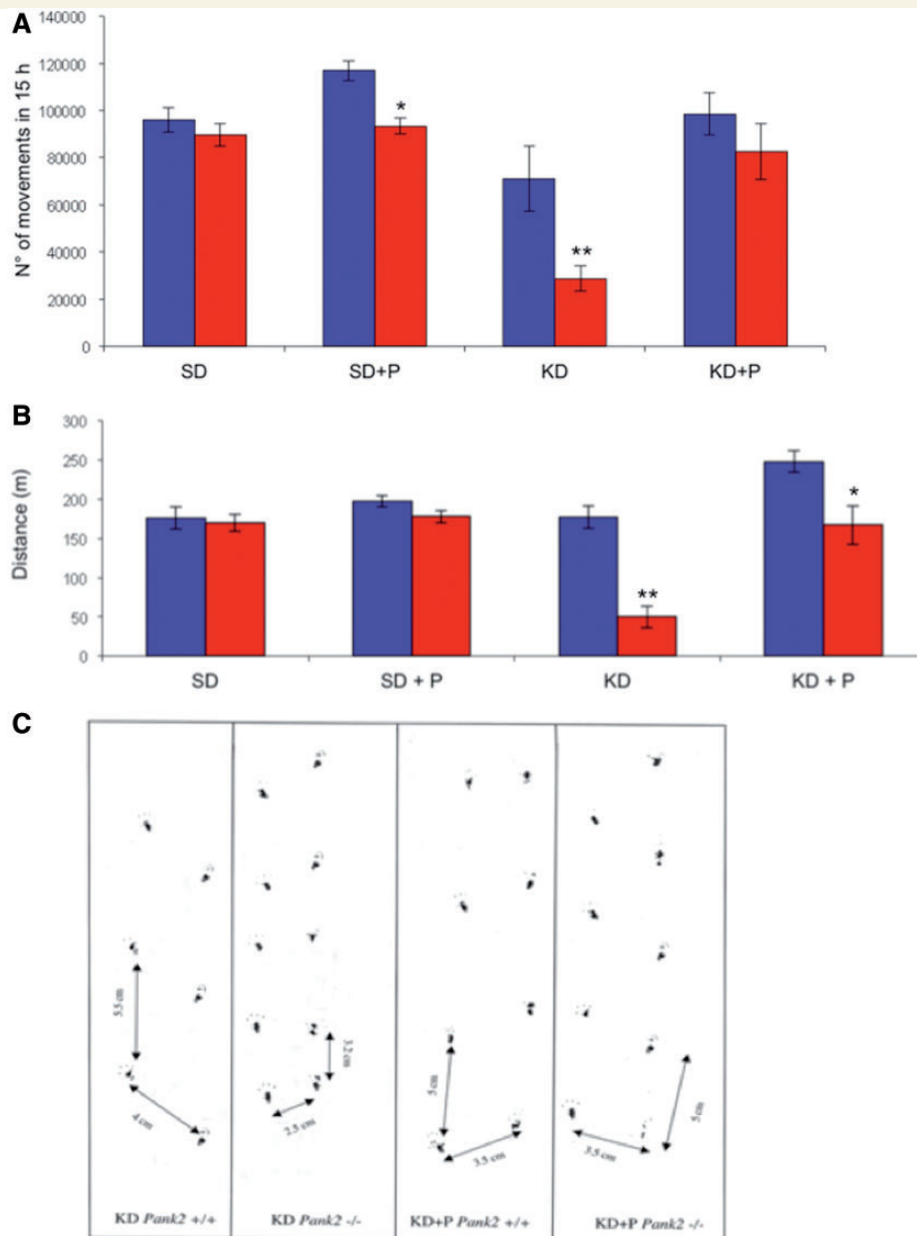 A
N° of movements in 15 h
140000
120000
100000
80000
60000
40000
20000
0
*
**
SD
SD+P
KD
KD+P
B
Distance (m)
300
250
200
150
100
50
0
**
*
SD
SD + P
KD
KD + P
C
5.5 cm
4 cm
3.2 cm
2.5 cm
5 cm
3.5 cm
3.5 cm
5 cm
KD Pank2 +/+
KD Pank2 -/-
KD+P Pank2 +/+
KD+P Pank2 -/-